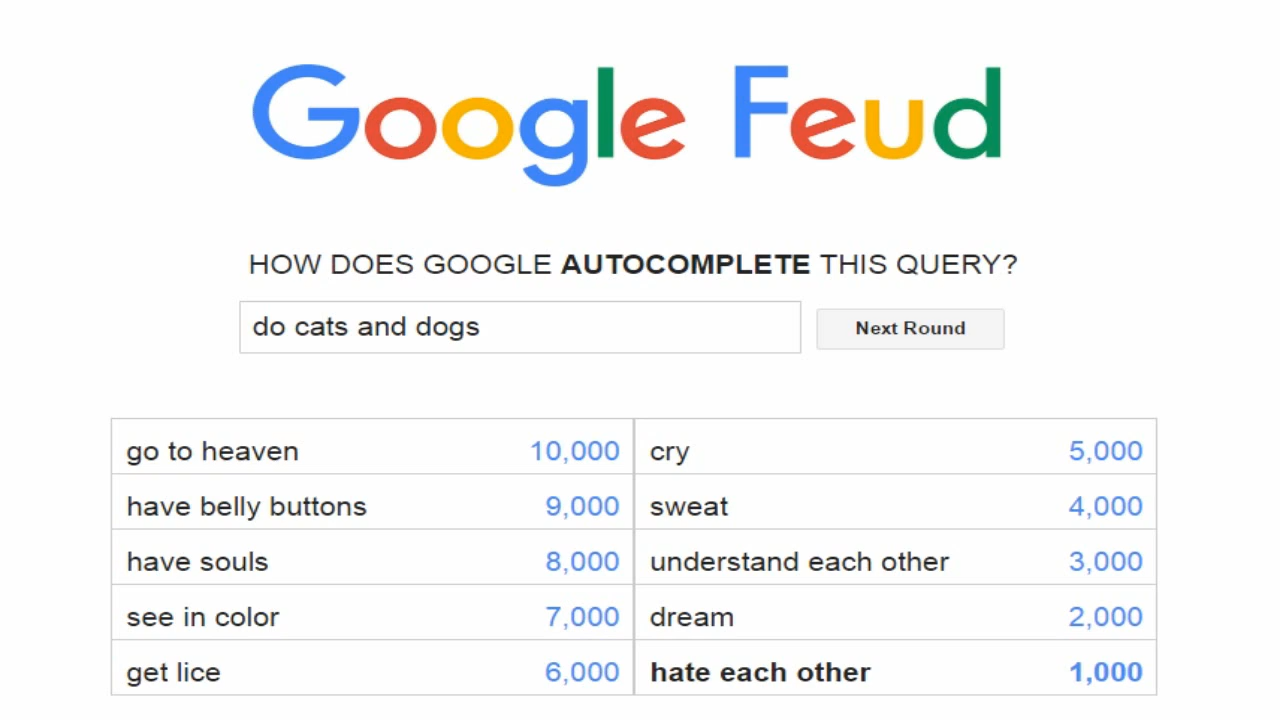 Google Feud
HOW DOES GOOGLE AUTOCOMPLETE THIS QUERY?
do cats and dogs
Next Round
go to heaven 10,000
have belly buttons 9,000
have souls 8,000
see in color 7,000
get lice 6,000
cry 5,000
sweat 4,000
understand each other 3,000
dream 2,000
hate each other 1,000